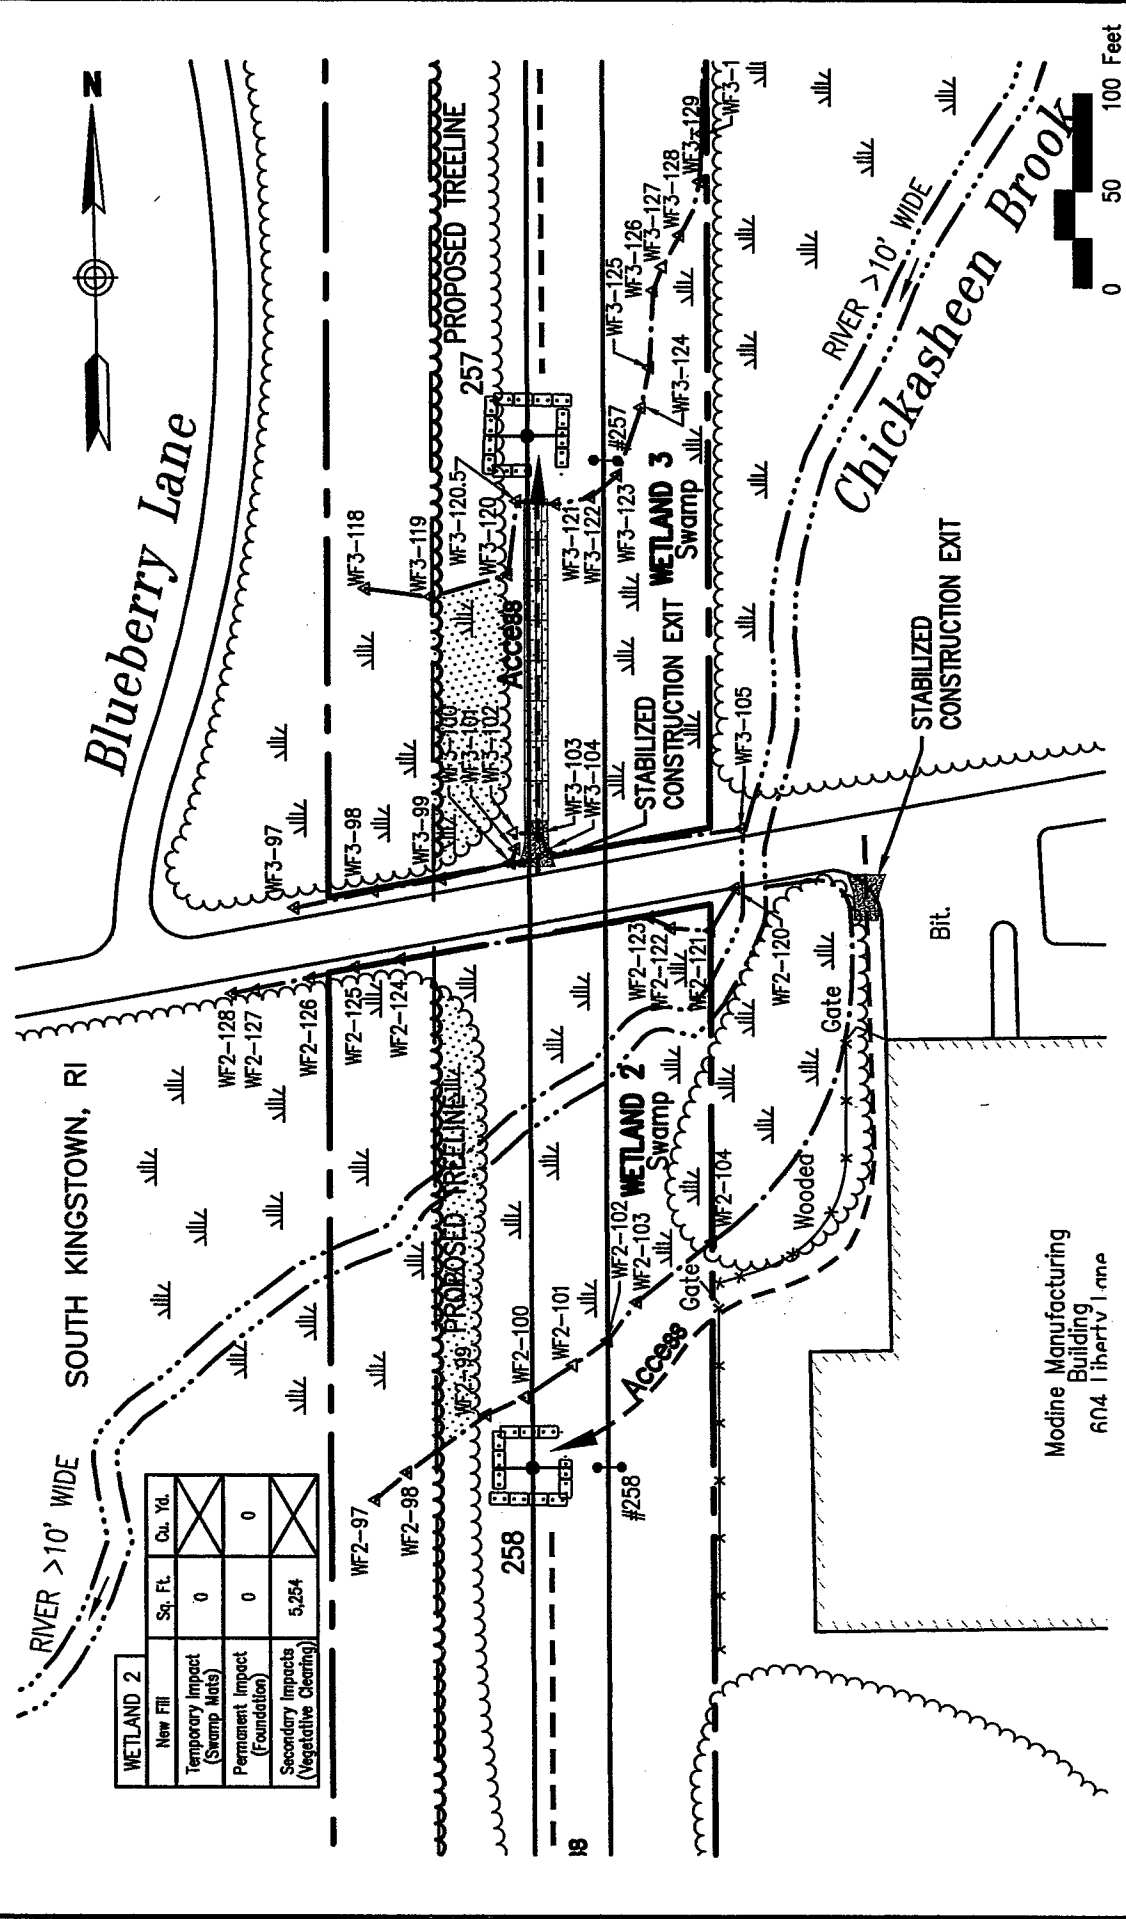 N
Blueberry Lane
SOUTH KINGSTOWN, RI
RIVER >10' WIDE
WETLAND 2
New Fill
Sq. Ft.
Cu. Yd.
Temporary Impact
(Swamp Mats)
0
Permanent Impact
(Foundation)
0
0
Secondary Impacts
(Vegetative Clearing)
5,254
WF2-128
WF2-127
WF2-126
WF2-125
WF2-124
WF2-123
WF2-122
WF2-121
WF2-120
WF2-97
WF2-98
WF2-99
WF2-100
WF2-101
WF2-102
WF2-103
WF2-104
PROPOSED TREELINE
WETLAND 2
Swamp
258
#258
Access
Gate
Wooded
Gate
WF3-97
WF3-98
WF3-99
WF3-100
WF3-101
WF3-102
WF3-103
WF3-104
WF3-105
WF3-118
WF3-119
WF3-120.5
WF3-120
WF3-121
WF3-122
WF3-123
WF3-124
WF3-125
WF3-126
WF3-127
WF3-128
WF3-129
WF3-1
PROPOSED TREELINE
257
#257
Access
WETLAND 3
Swamp
STABILIZED
CONSTRUCTION EXIT
RIVER >10' WIDE
Chickasheen Brook
STABILIZED
CONSTRUCTION EXIT
Bit.
Modine Manufacturing
Building
604 Liberty Lane
0 50 100 Feet